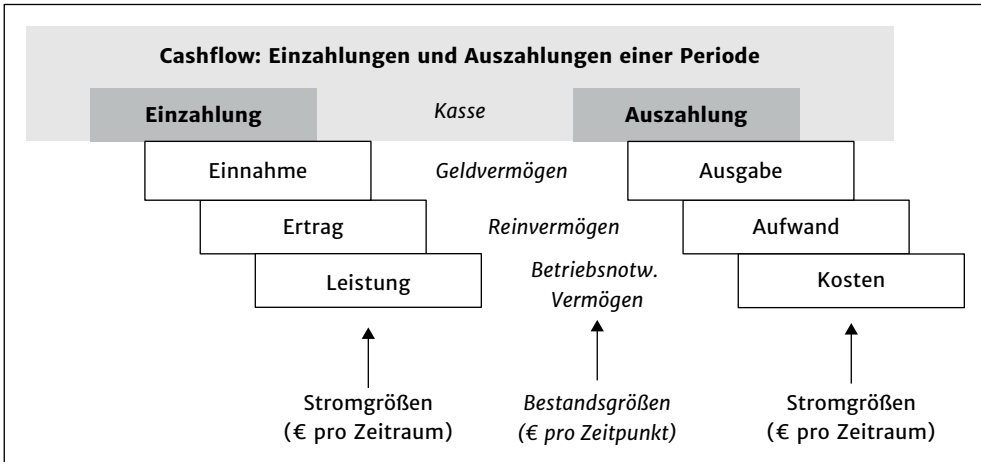 Cashflow: Einzahlungen und Auszahlungen einer Periode
Einzahlung
Kasse
Auszahlung
Einnahme
Geldvermögen
Ausgabe
Ertrag
Reinvermögen
Aufwand
Leistung
Betriebsnotw.
Vermögen
Kosten
Stromgrößen
(€ pro Zeitraum)
Bestandsgrößen
(€ pro Zeitpunkt)
Stromgrößen
(€ pro Zeitraum)